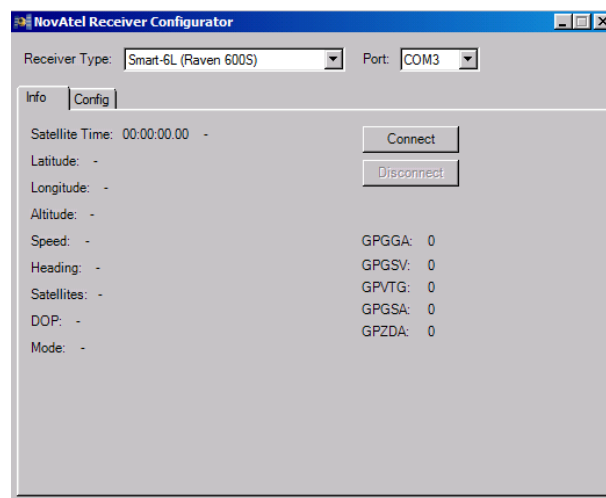 NovAtel Receiver Configurator
Receiver Type: Smart-6L (Raven 600S) Port: COM3
Info Config
Satellite Time: 00:00:00.00 -
Connect
Latitude: -
Disconnect
Longitude: -
Altitude: -
Speed: - GPGGA: 0
Heading: - GPGSV: 0
Satellites: - GPVTG: 0
DOP: - GPGSA: 0
Mode: - GPZDA: 0